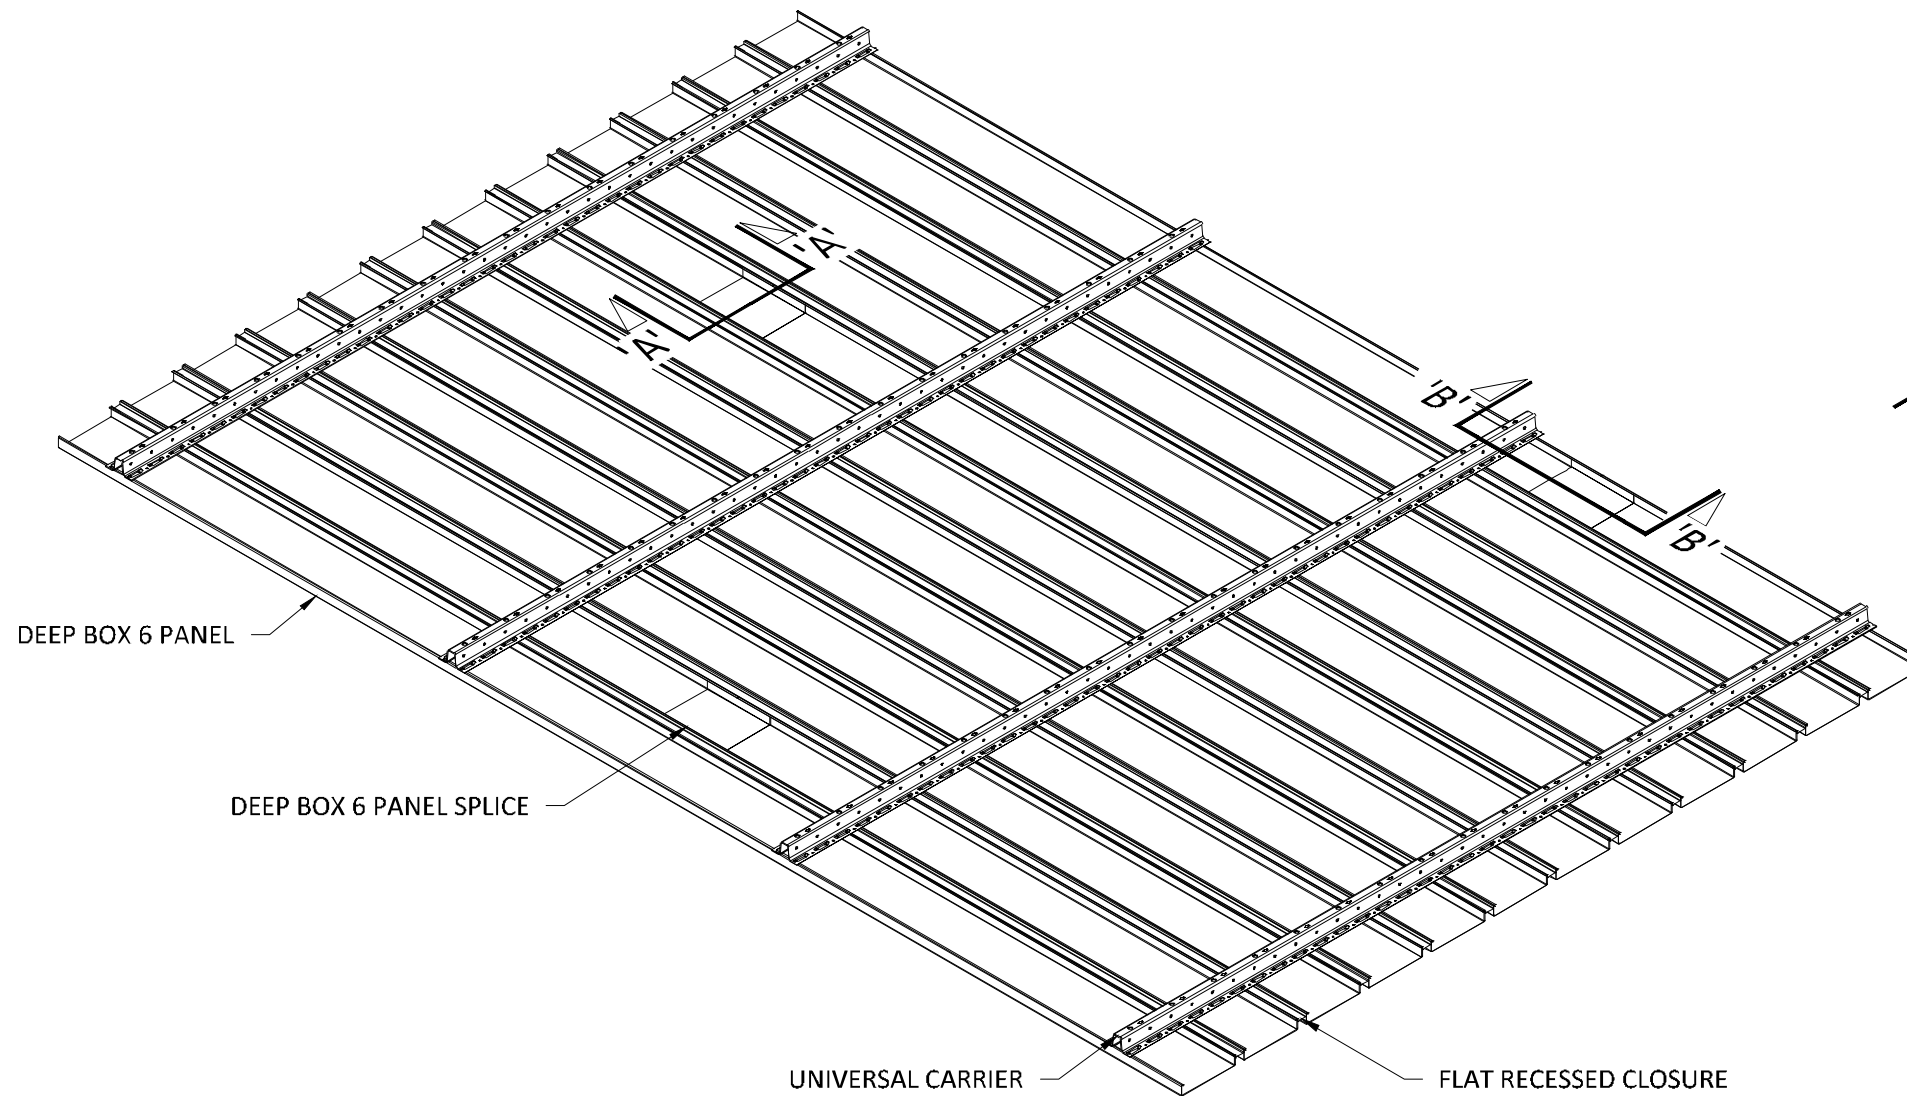 'A'
'A'
'B'
'B'
DEEP BOX 6 PANEL
DEEP BOX 6 PANEL SPLICE
UNIVERSAL CARRIER
FLAT RECESSED CLOSURE